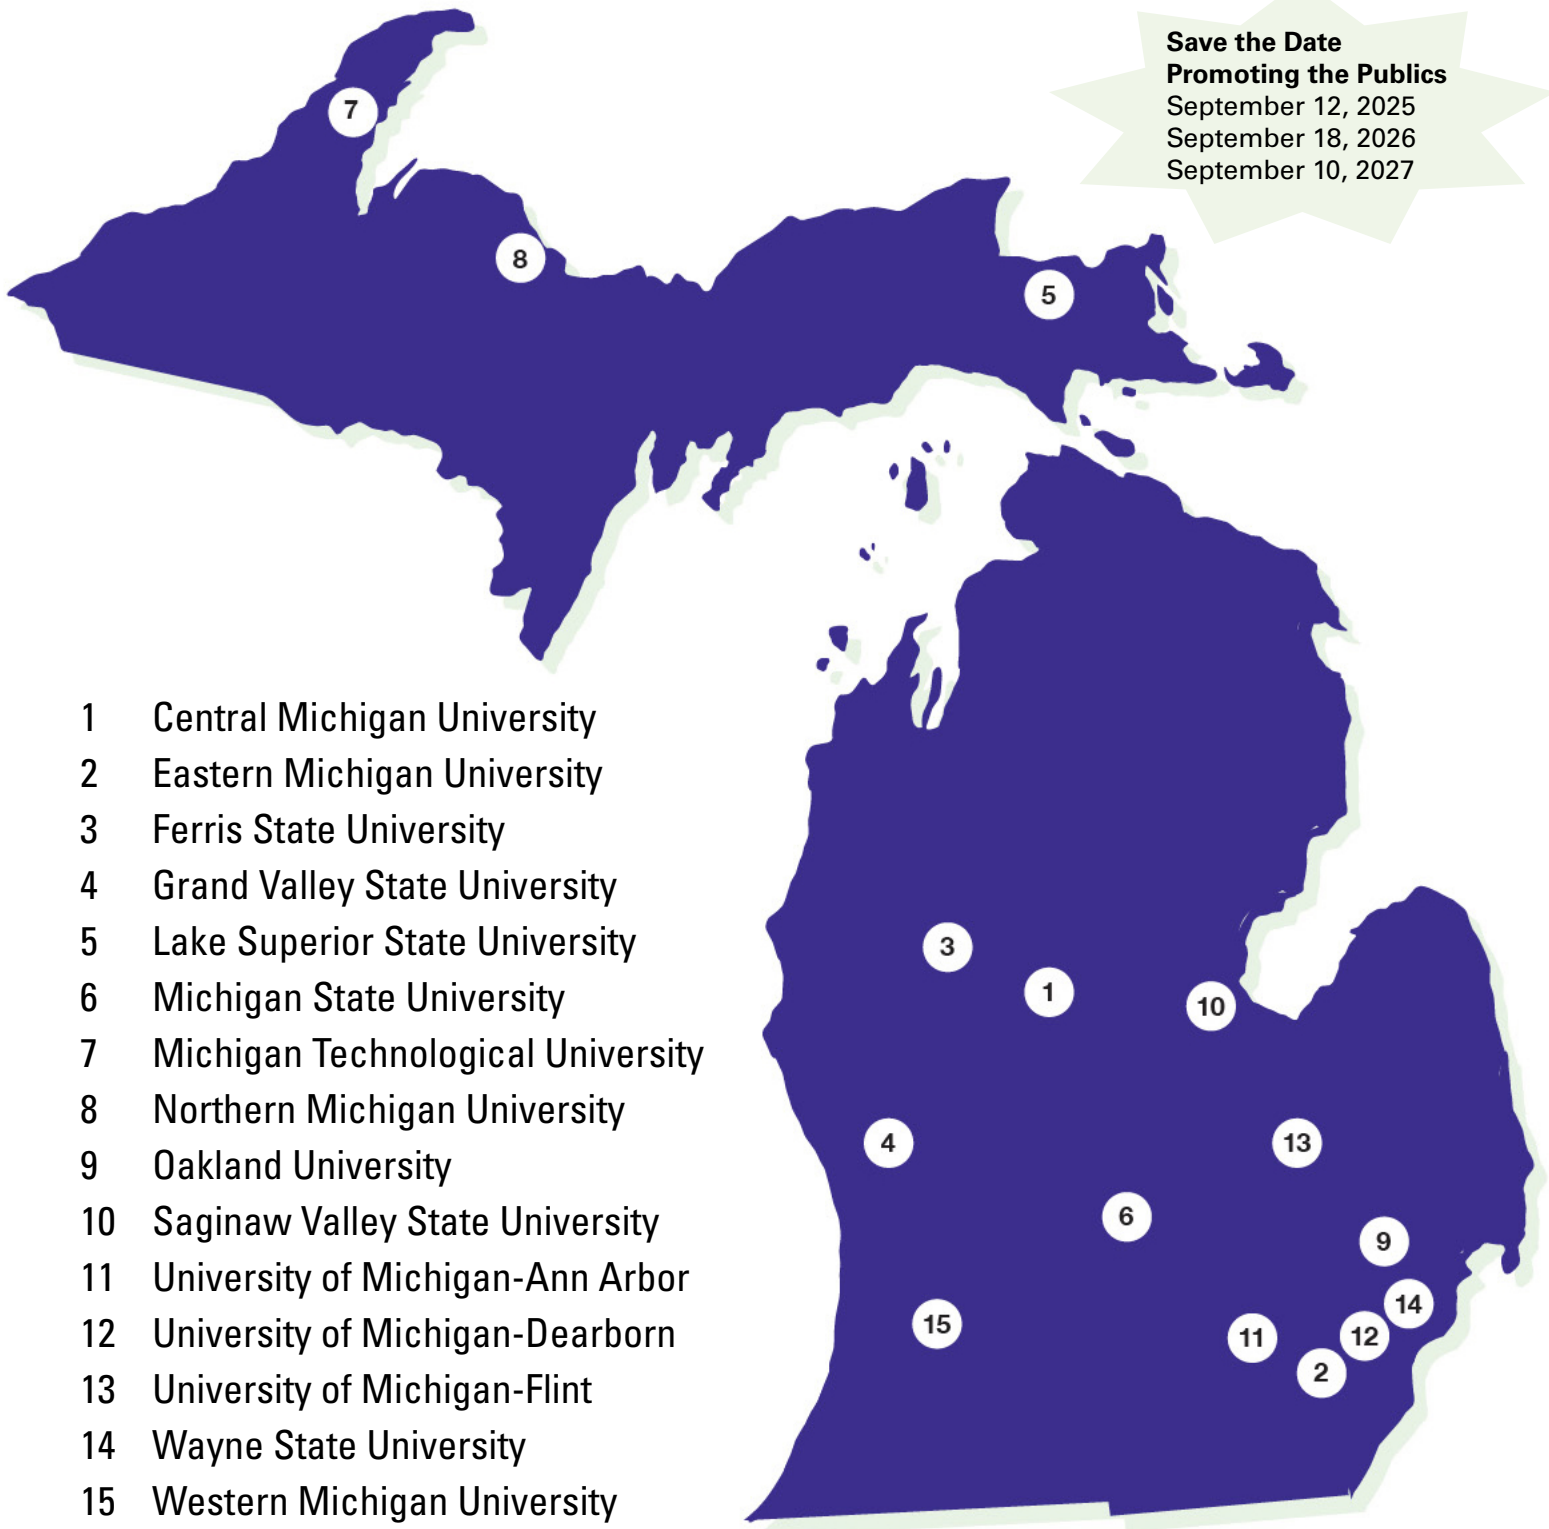 Save the Date
Promoting the Publics
September 12, 2025
September 18, 2026
September 10, 2027
7
8
5
3
1
10
4
13
6
9
14
15
11
12
2
1 Central Michigan University
2 Eastern Michigan University
3 Ferris State University
4 Grand Valley State University
5 Lake Superior State University
6 Michigan State University
7 Michigan Technological University
8 Northern Michigan University
9 Oakland University
10 Saginaw Valley State University
11 University of Michigan-Ann Arbor
12 University of Michigan-Dearborn
13 University of Michigan-Flint
14 Wayne State University
15 Western Michigan University